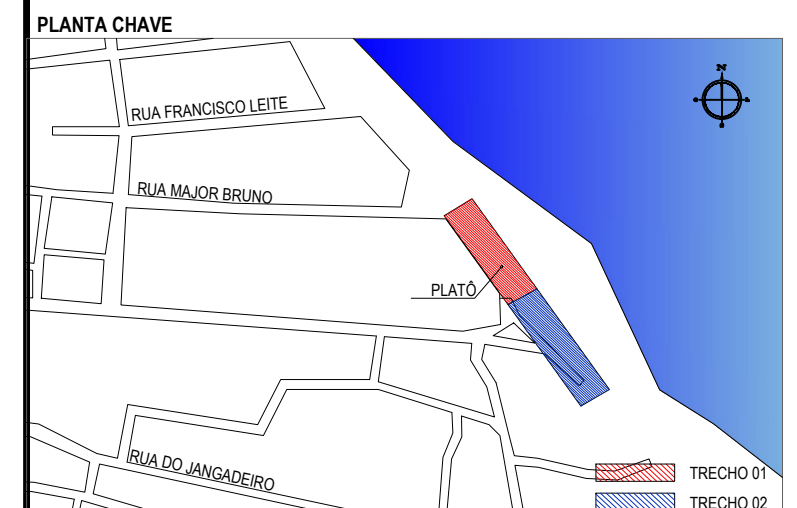 PLANTA CHAVE
N
RUA FRANCISCO LEITE
RUA MAJOR BRUNO
PLATÔ
RUA DO JANGADEIRO
TRECHO 01
TRECHO 02